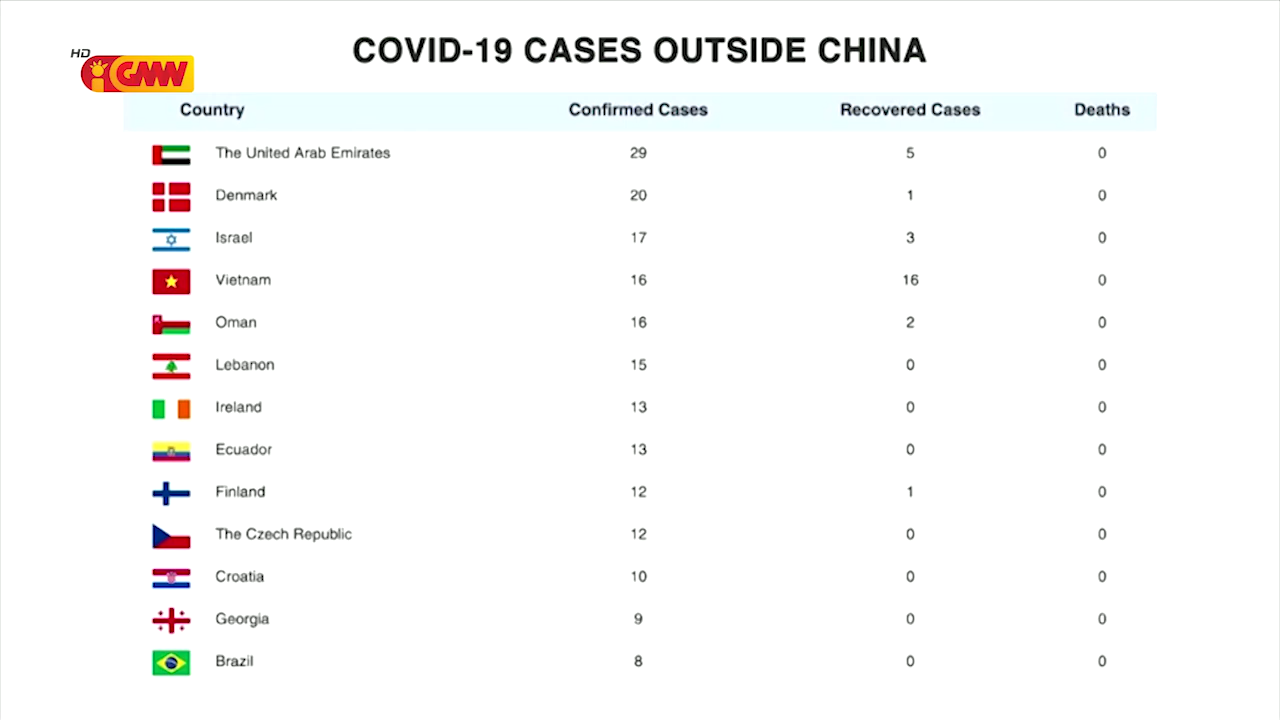 COVID-19 CASES OUTSIDE CHINA
HD
iGMW
Country Confirmed Cases Recovered Cases Deaths
The United Arab Emirates 29 5 0
Denmark 20 1 0
Israel 17 3 0
Vietnam 16 16 0
Oman 16 2 0
Lebanon 15 0 0
Ireland 13 0 0
Ecuador 13 0 0
Finland 12 1 0
The Czech Republic 12 0 0
Croatia 10 0 0
Georgia 9 0 0
Brazil 8 0 0